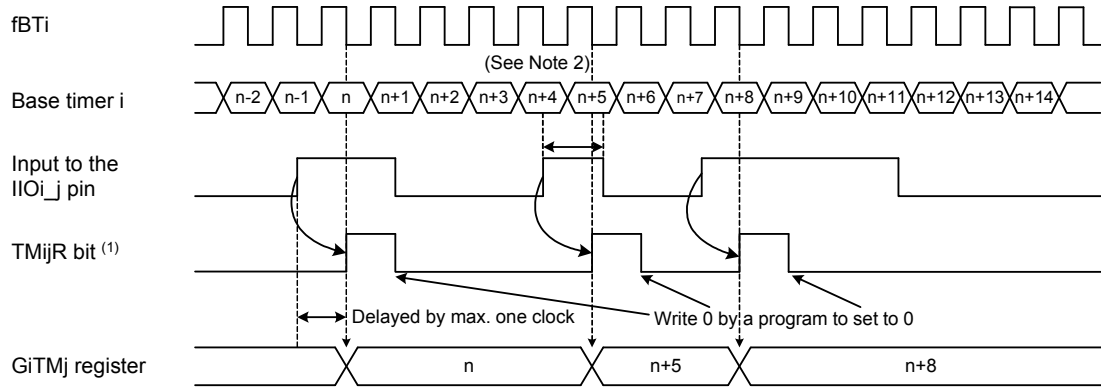 fBTi
(See Note 2)
Base timer i
n-2 n-1 n n+1 n+2 n+3 n+4 n+5 n+6 n+7 n+8 n+9 n+10 n+11 n+12 n+13 n+14
Input to the
IIOi_j pin
TMijR bit (1)
Delayed by max. one clock
Write 0 by a program to set to 0
GiTMj register
n n+5 n+8